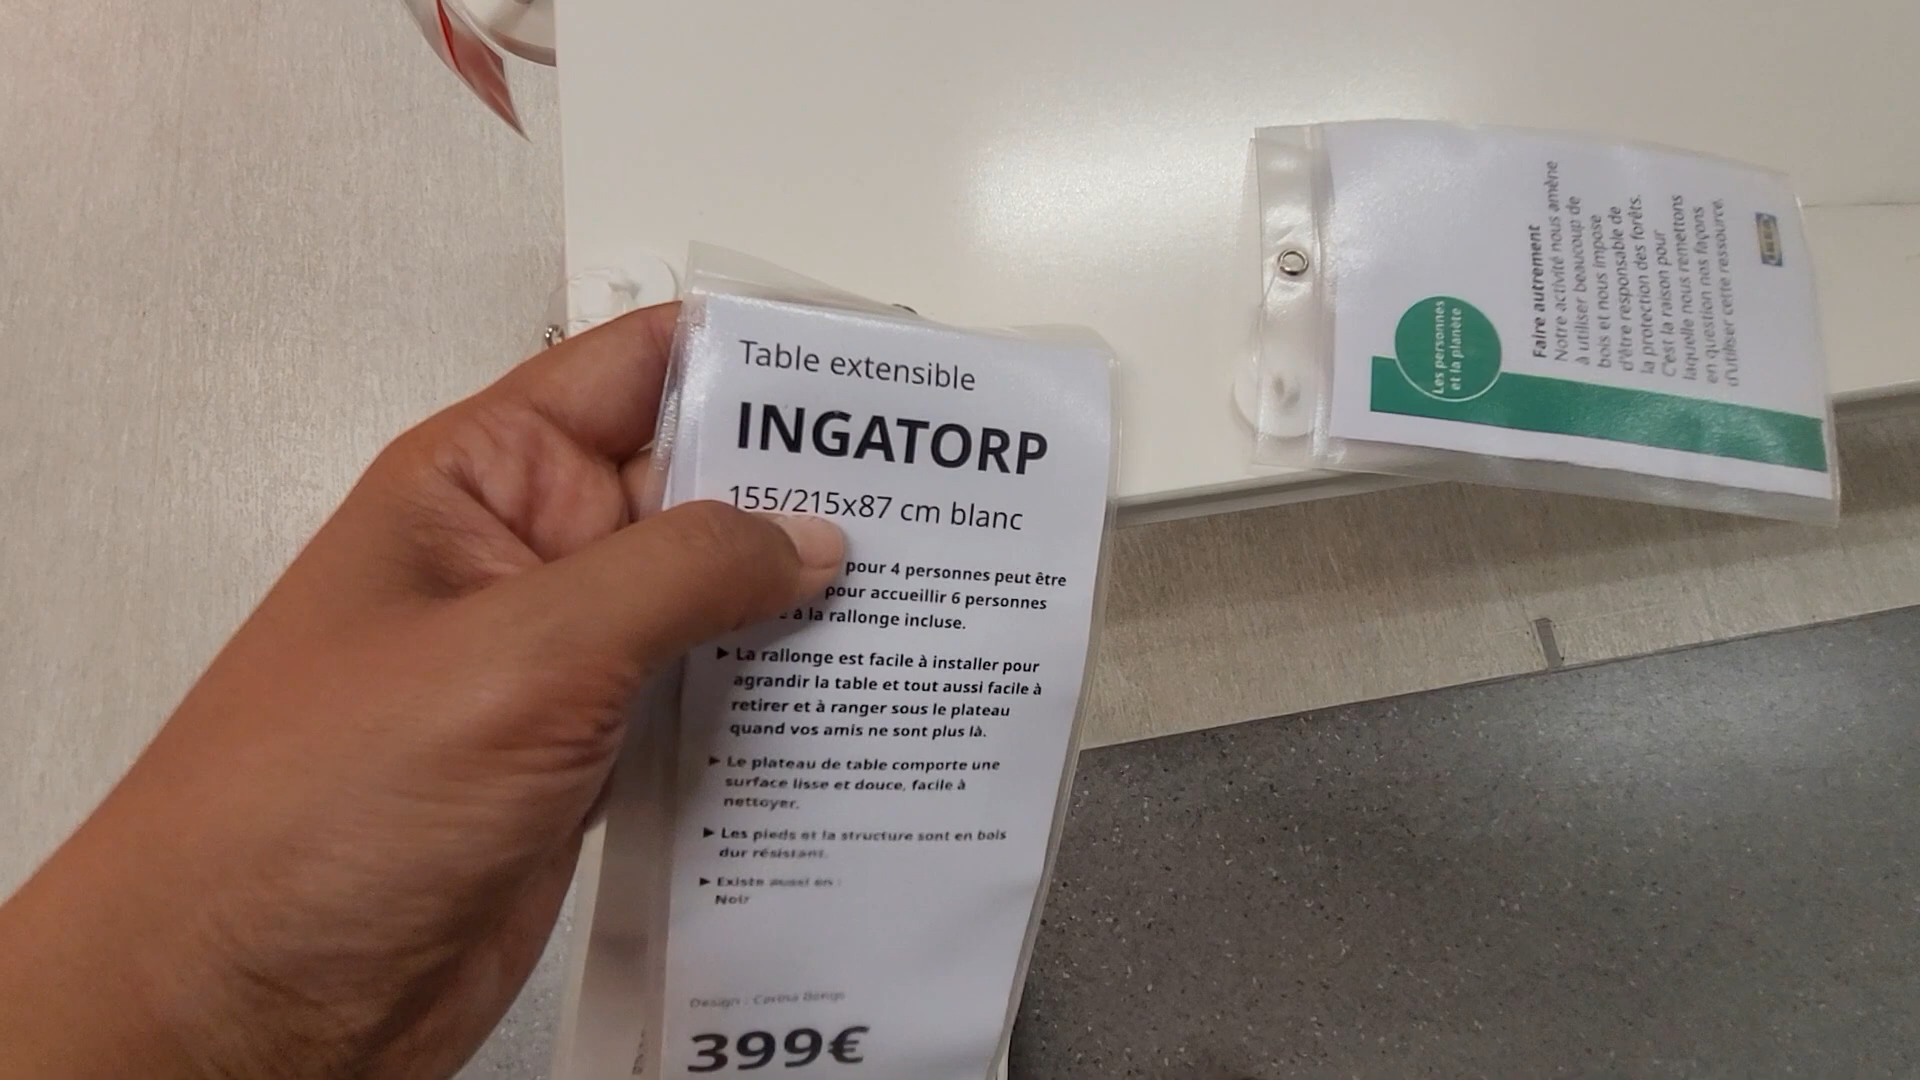 Table extensible
INGATORP
155/215x87 cm blanc
pour 4 personnes peut être
pour accueillir 6 personnes
à la rallonge incluse.
► La rallonge est facile à installer pour
agrandir la table et tout aussi facile à
retirer et à ranger sous le plateau
quand vos amis ne sont plus là.
► Le plateau de table comporte une
surface lisse et douce, facile à
nettoyer.
► Les pieds et la structure sont en bois
dur résistant.
► Existe aussi en :
Noir
Design : Carina Bengs
399€
Les personnes
et la planète
Faire autrement
Notre activité nous amène
à utiliser beaucoup de
bois et nous impose
d'être responsable de
la protection des forêts.
C'est la raison pour
laquelle nous remettons
en question nos façons
d'utiliser cette ressource.
IKEA